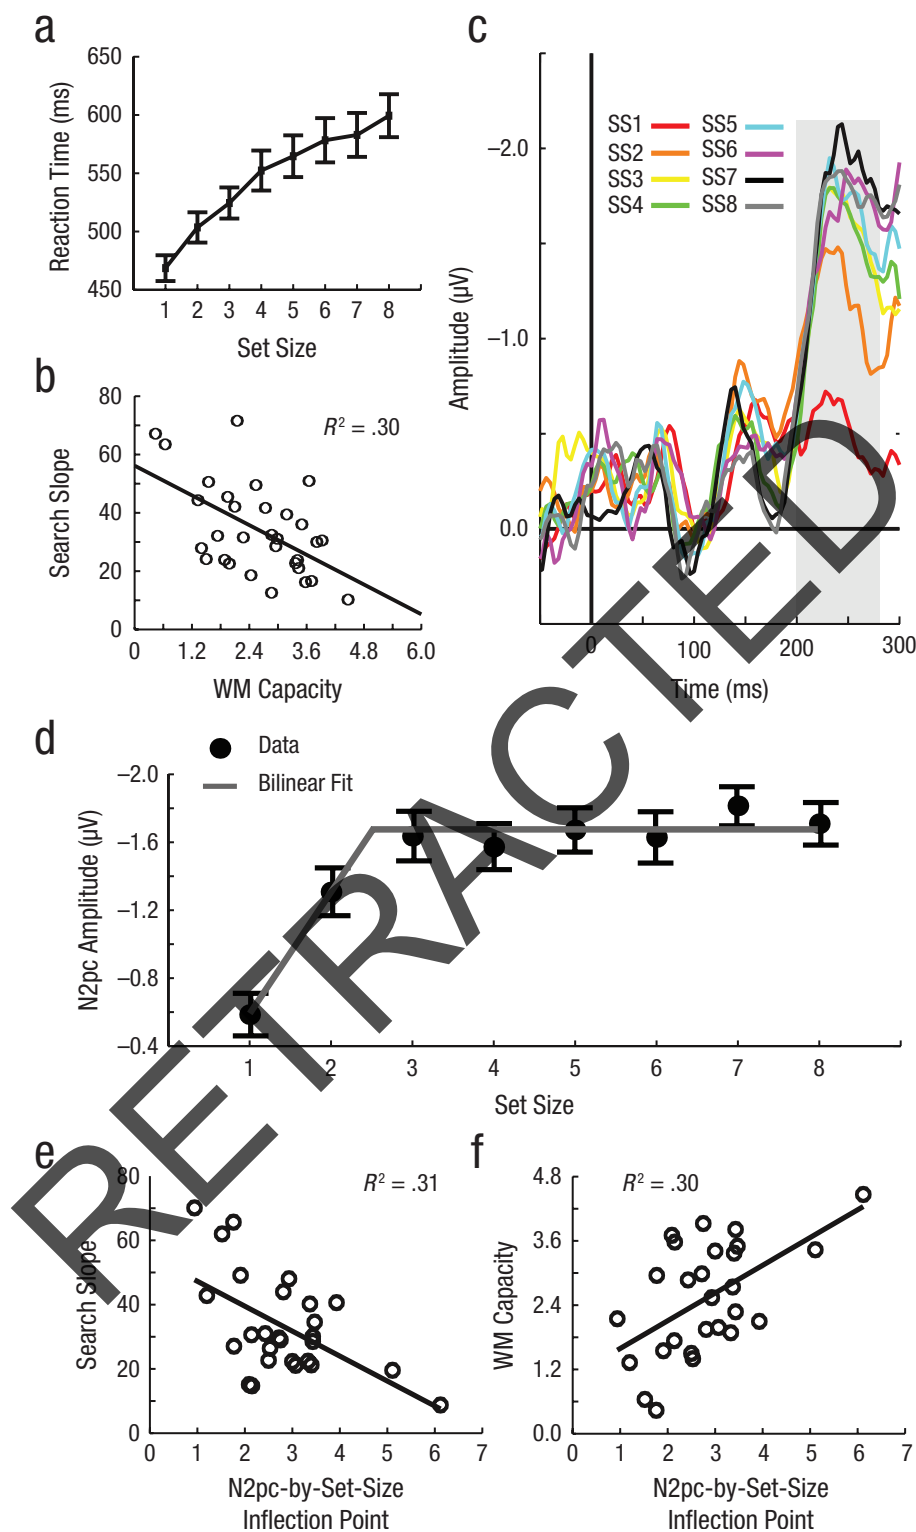 a
650
600
550
500
450
Reaction Time (ms)
1 2 3 4 5 6 7 8
Set Size
b
80
60
40
20
0
Search Slope
R² = .30
0 1.2 2.4 3.6 4.8 6.0
WM Capacity
c
SS1 SS5
SS2 SS6
SS3 SS7
SS4 SS8
–2.0
–1.0
0.0
Amplitude (µV)
0 100 200 300
Time (ms)
d
Data
Bilinear Fit
–2.0
–1.6
–1.2
–0.8
–0.4
N2pc Amplitude (µV)
1 2 3 4 5 6 7 8
Set Size
e
80
60
40
20
0
Search Slope
R² = .31
0 1 2 3 4 5 6 7
N2pc-by-Set-Size
Inflection Point
f
4.8
3.6
2.4
1.2
0.0
WM Capacity
R² = .30
0 1 2 3 4 5 6 7
N2pc-by-Set-Size
Inflection Point
RETRACTED